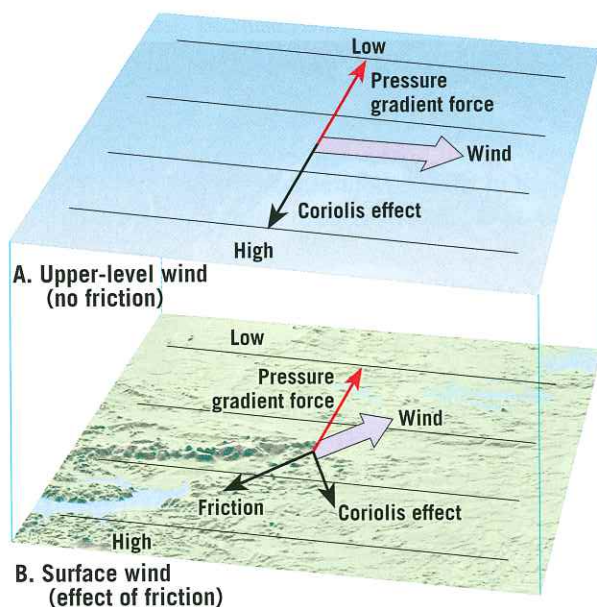 Low
Pressure
gradient force
Wind
Coriolis effect
High
A. Upper-level wind
(no friction)
Low
Pressure
gradient force
Wind
Friction
Coriolis effect
High
B. Surface wind
(effect of friction)